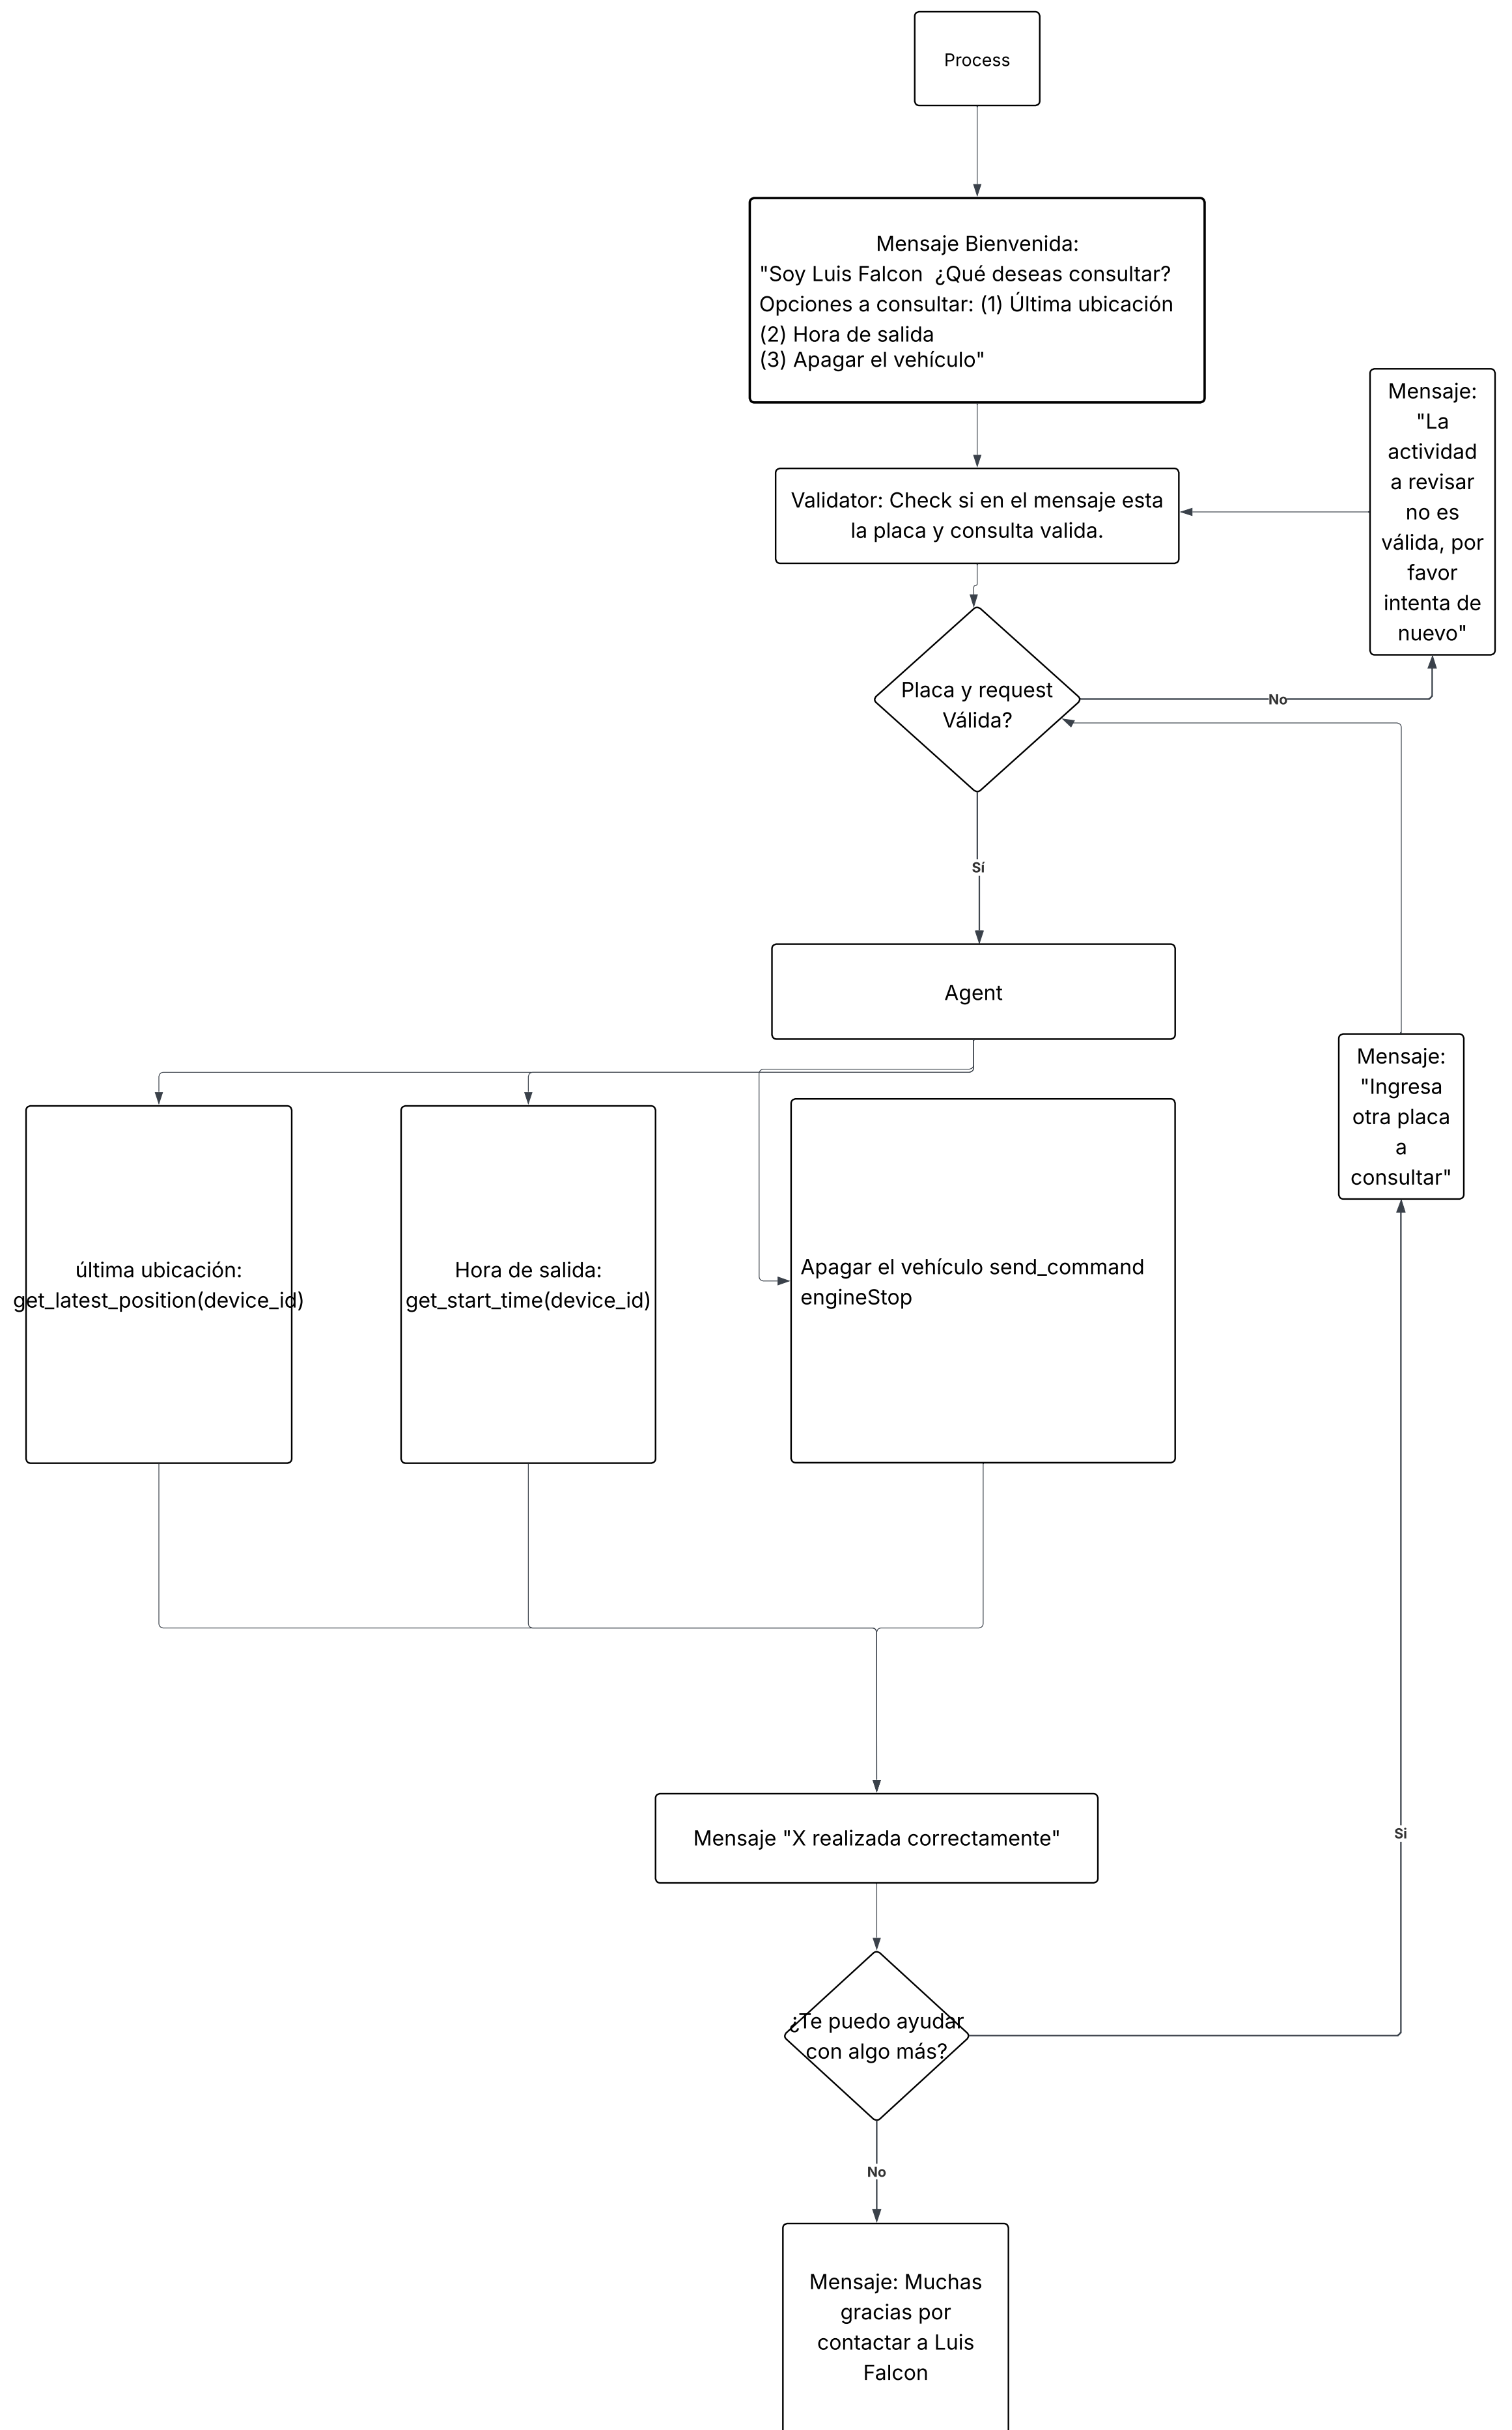 Process
Mensaje Bienvenida:
"Soy Luis Falcon  ¿Qué deseas consultar?
Opciones a consultar: (1) Última ubicación
(2) Hora de salida
(3) Apagar el vehículo"
Mensaje:
"La
actividad
a revisar
no es
válida, por
favor
intenta de
nuevo"
Validator: Check si en el mensaje esta
la placa y consulta valida.
Placa y request
Válida?
No
Sí
Agent
Mensaje:
"Ingresa
otra placa
a
consultar"
última ubicación:
get_latest_position(device_id)
Hora de salida:
get_start_time(device_id)
Apagar el vehículo send_command
engineStop
Mensaje "X realizada correctamente"
Si
¿Te puedo ayudar
con algo más?
No
Mensaje: Muchas
gracias por
contactar a Luis
Falcon